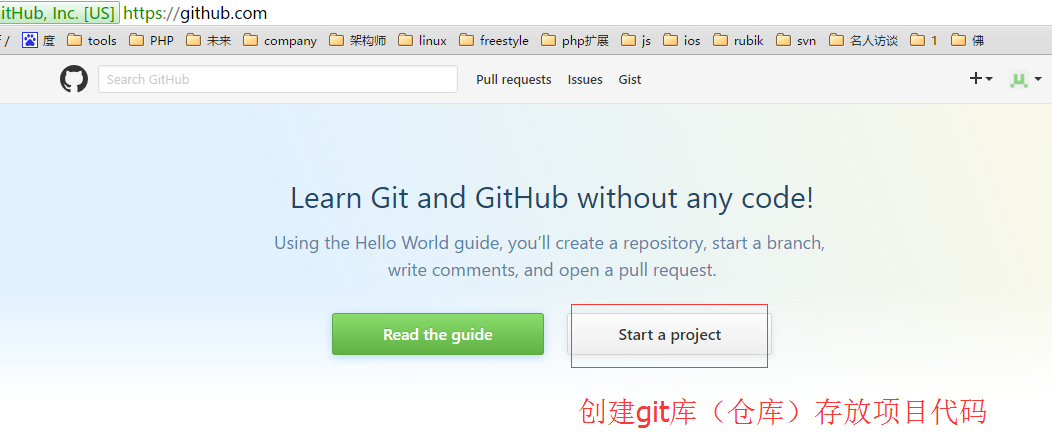 itHub, Inc. [US] https://github.com
/ 度 tools PHP 未来 company 架构师 linux freestyle php扩展 js ios rubik svn 名人访谈 1 佛
Search GitHub Pull requests Issues Gist
Learn Git and GitHub without any code!
Using the Hello World guide, you’ll create a repository, start a branch,
write comments, and open a pull request.
Read the guide Start a project
创建git库（仓库）存放项目代码